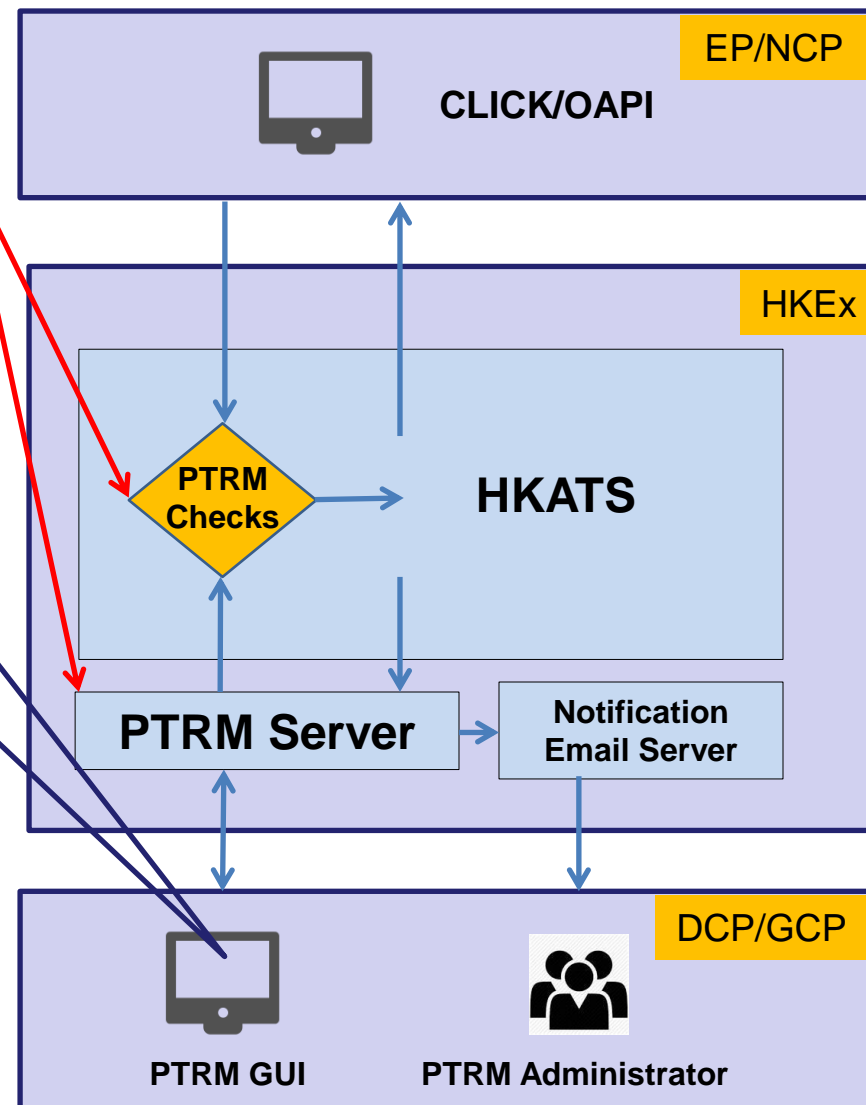 EP/NCP
CLICK/OAPI
HKEx
PTRM
Checks
HKATS
PTRM Server
Notification
Email Server
DCP/GCP
PTRM GUI
PTRM Administrator